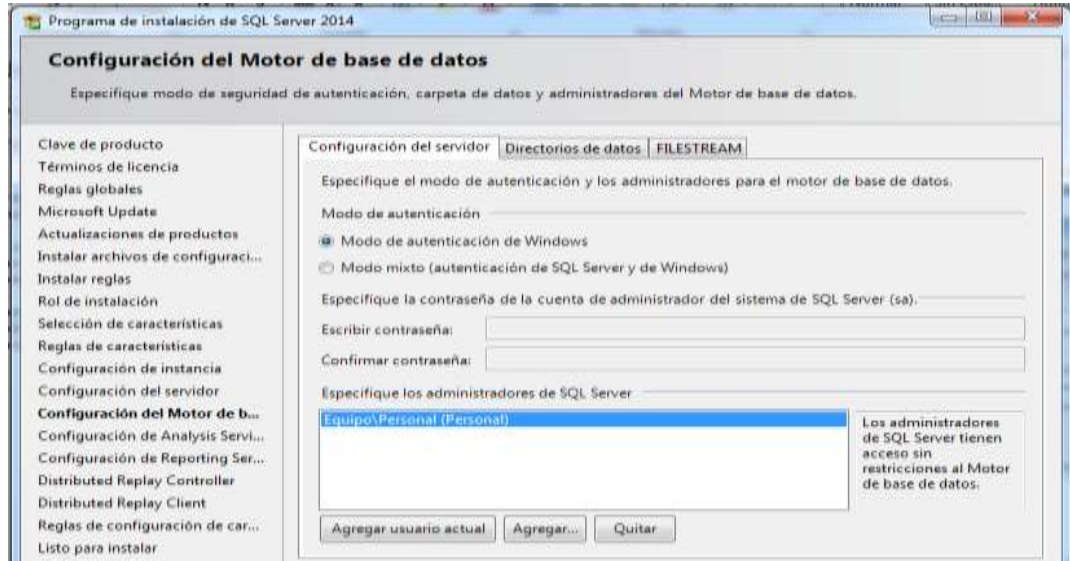 Programa de instalación de SQL Server 2014
Configuración del Motor de base de datos
Especifique modo de seguridad de autenticación, carpeta de datos y administradores del Motor de base de datos.
Clave de producto
Términos de licencia
Reglas globales
Microsoft Update
Actualizaciones de productos
Instalar archivos de configuraci...
Instalar reglas
Rol de instalación
Selección de características
Reglas de características
Configuración de instancia
Configuración del servidor
Configuración del Motor de b...
Configuración de Analysis Servi...
Configuración de Reporting Ser...
Distributed Replay Controller
Distributed Replay Client
Reglas de configuración de car...
Listo para instalar
Configuración del servidor Directorios de datos FILESTREAM
Especifique el modo de autenticación y los administradores para el motor de base de datos.
Modo de autenticación
Modo de autenticación de Windows
Modo mixto (autenticación de SQL Server y de Windows)
Especifique la contraseña de la cuenta de administrador del sistema de SQL Server (sa).
Escribir contraseña:
Confirmar contraseña:
Especifique los administradores de SQL Server
Equipo\Personal (Personal)
Los administradores
de SQL Server tienen
acceso sin
restricciones al Motor
de base de datos.
Agregar usuario actual Agregar... Quitar